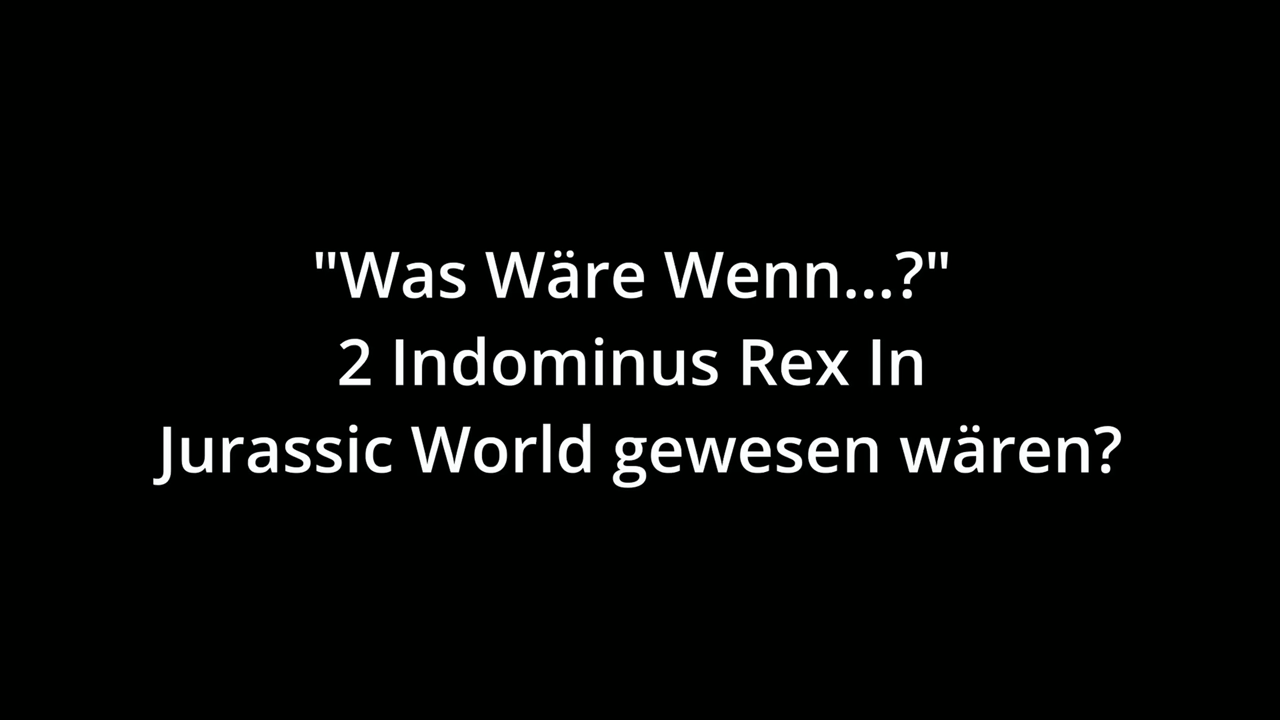 "Was Wäre Wenn...?"
2 Indominus Rex In
Jurassic World gewesen wären?